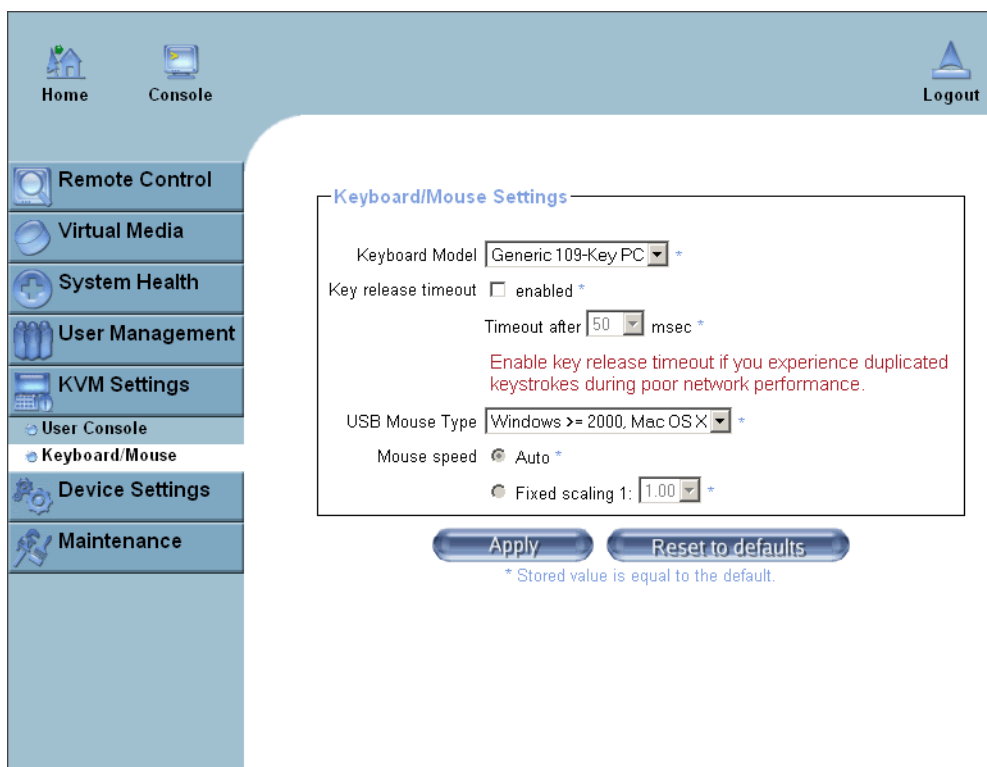 Home
Console
Logout
Remote Control
Virtual Media
System Health
User Management
KVM Settings
User Console
Keyboard/Mouse
Device Settings
Maintenance
Keyboard/Mouse Settings
Keyboard Model Generic 109-Key PC *
Key release timeout enabled *
Timeout after 50 msec *
Enable key release timeout if you experience duplicated
keystrokes during poor network performance.
USB Mouse Type Windows >= 2000, Mac OS X *
Mouse speed Auto *
Fixed scaling 1: 1.00 *
Apply
Reset to defaults
* Stored value is equal to the default.